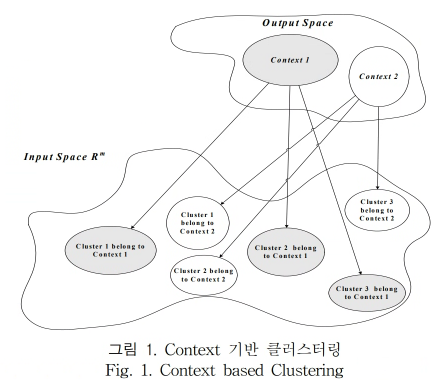 Output Space
Context 1
Context 2
Input Space R^m
Cluster 1
belong to
Context 2
Cluster 3
belong to
Context 2
Cluster 1 belong to
Context 1
Cluster 2 belong
to Context 1
Cluster 2 belong
to Context 2
Cluster 3 belong
to Context 1
그림 1. Context 기반 클러스터링
Fig. 1. Context based Clustering